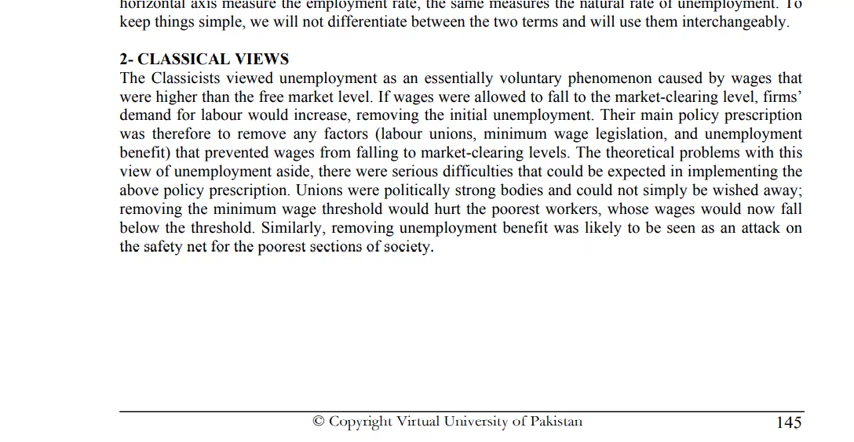 horizontal axis measure the employment rate, the same measures the natural rate of unemployment. To
keep things simple, we will not differentiate between the two terms and will use them interchangeably.
2- CLASSICAL VIEWS
The Classicists viewed unemployment as an essentially voluntary phenomenon caused by wages that
were higher than the free market level. If wages were allowed to fall to the market-clearing level, firms’
demand for labour would increase, removing the initial unemployment. Their main policy prescription
was therefore to remove any factors (labour unions, minimum wage legislation, and unemployment
benefit) that prevented wages from falling to market-clearing levels. The theoretical problems with this
view of unemployment aside, there were serious difficulties that could be expected in implementing the
above policy prescription. Unions were politically strong bodies and could not simply be wished away;
removing the minimum wage threshold would hurt the poorest workers, whose wages would now fall
below the threshold. Similarly, removing unemployment benefit was likely to be seen as an attack on
the safety net for the poorest sections of society.
© Copyright Virtual University of Pakistan 145